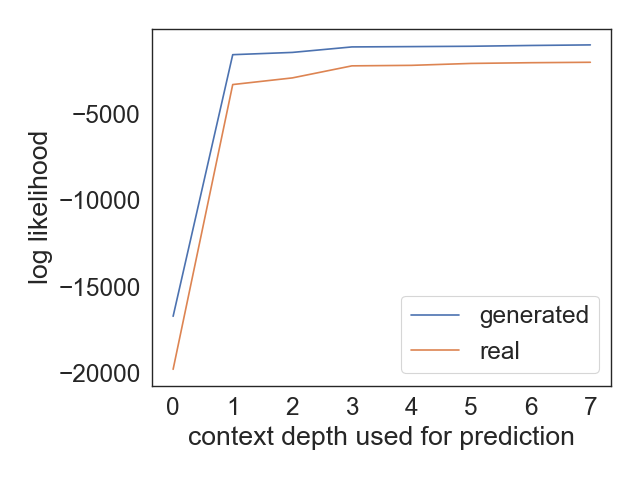 log likelihood
−5000
−10000
−15000
−20000
generated
real
0 1 2 3 4 5 6 7
context depth used for prediction